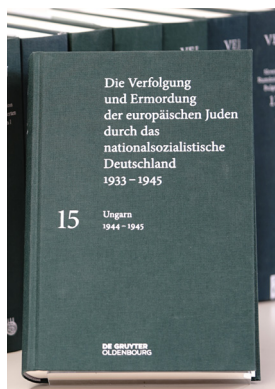 Die Verfolgung
und Ermordung
der europäischen Juden
durch das
nationalsozialistische
Deutschland
1933–1945
15
Ungarn
1944–1945
DE GRUYTER
OLDENBOURG
VEJ